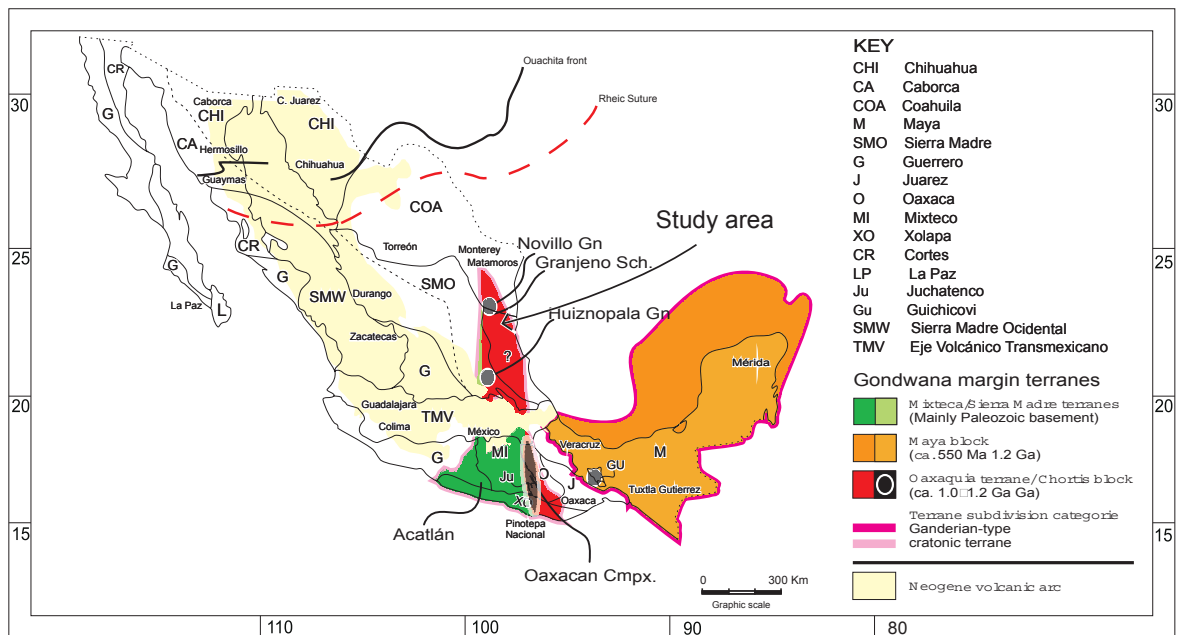 Ouachita front
Rheic Suture
CR
Caborca
C. Juarez
CHI
CHI
G
CA
Hermosillo
Chihuahua
Guaymas
COA
CR
Torreón
Monterey
Matamoros
Study area
Novillo Gn
Granjeno Sch.
G
G
SMO
SMW
Durango
La Paz
L
Huiznopala Gn
Zacatecas
?
G
Mérida
Guadalajara
TMV
Colima
México
Veracruz
G
MI
GU
M
Ju
O
J
Tuxtla Gutierrez
XO
Oaxaca
Pinotepa
Nacional
Acatlán
Oaxacan Cmpx.
0 300 Km
Graphic scale
30
25
20
15
30
25
20
15
110
100
90
80
KEY
CHI Chihuahua
CA Caborca
COA Coahuila
M Maya
SMO Sierra Madre
G Guerrero
J Juarez
O Oaxaca
MI Mixteco
XO Xolapa
CR Cortes
LP La Paz
Ju Juchatenco
Gu Guichicovi
SMW Sierra Madre Ocidental
TMV Eje Volcánico Transmexicano
Gondwana margin terranes
Mixteca/Sierra Madre terranes
(Mainly Paleozoic basement)
Maya block
(ca.550 Ma 1.2 Ga)
Oaxaquia terrane/Chortis block
(ca. 1.0□1.2 Ga Ga)
Terrane subdivision categorie
Ganderian-type
cratonic terrane
Neogene volcanic arc